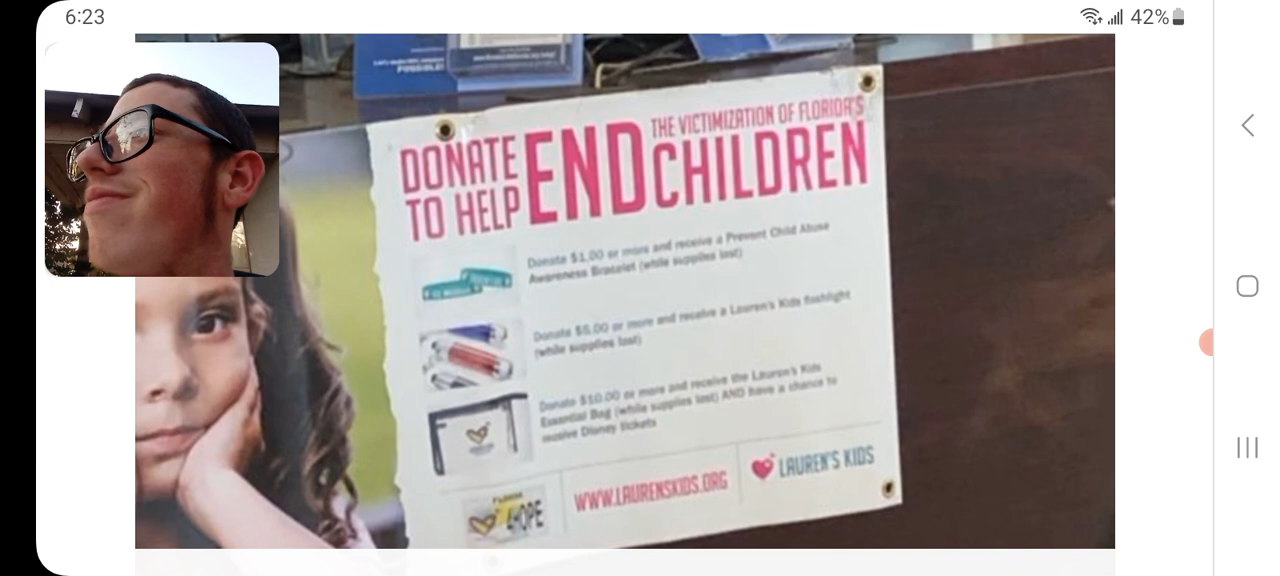 6:23
42%
POSSIBLE!
DONATE
TO HELP
END
THE VICTIMIZATION OF FLORIDA'S
CHILDREN
Donate $1.00 or more and receive a Prevent Child Abuse
Awareness Bracelet (while supplies last)
Donate $5.00 or more and receive a Lauren's Kids flashlight
(while supplies last)
Donate $10.00 or more and receive the Lauren's Kids
Essential Bag (while supplies last) AND have a chance to
receive Disney tickets
4HOPE
WWW.LAURENSKIDS.ORG
LAUREN'S KIDS